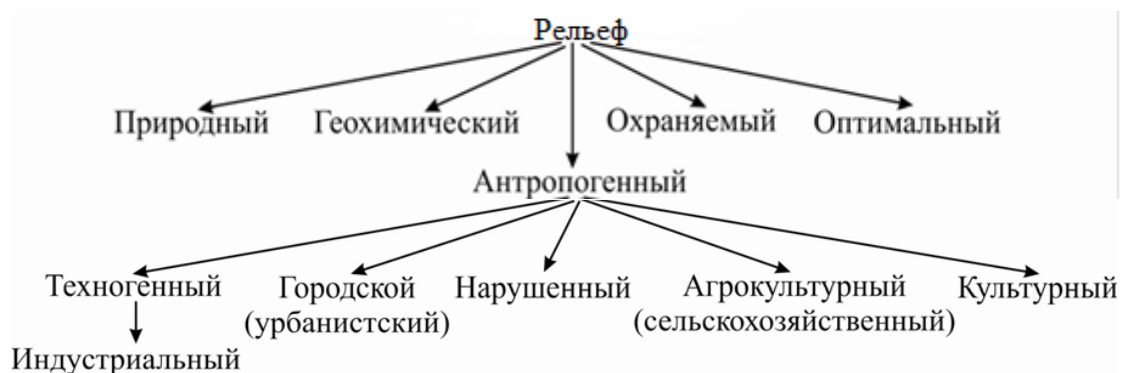 Рельеф
Природный Геохимический Охраняемый Оптимальный
Антропогенный
Техногенный Городской Нарушенный Агрокультурный Культурный
(урбанистский) (сельскохозяйственный)
Индустриальный